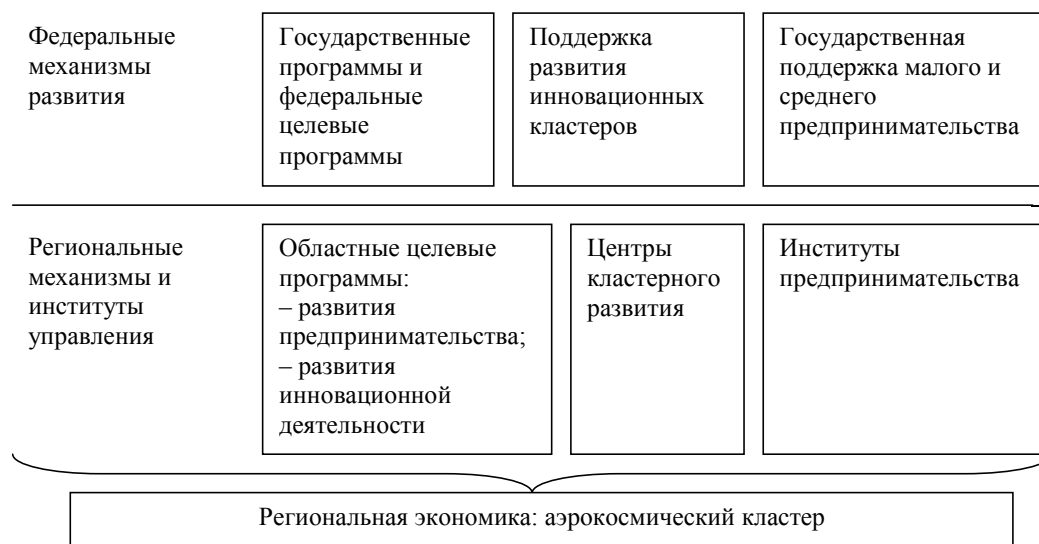 Федеральные
механизмы
развития
Государственные
программы и
федеральные
целевые
программы
Поддержка
развития
инновационных
кластеров
Государственная
поддержка малого и
среднего
предпринимательства
Региональные
механизмы и
институты
управления
Областные целевые
программы:
– развития
предпринимательства;
– развития
инновационной
деятельности
Центры
кластерного
развития
Институты
предпринимательства
Региональная экономика: аэрокосмический кластер